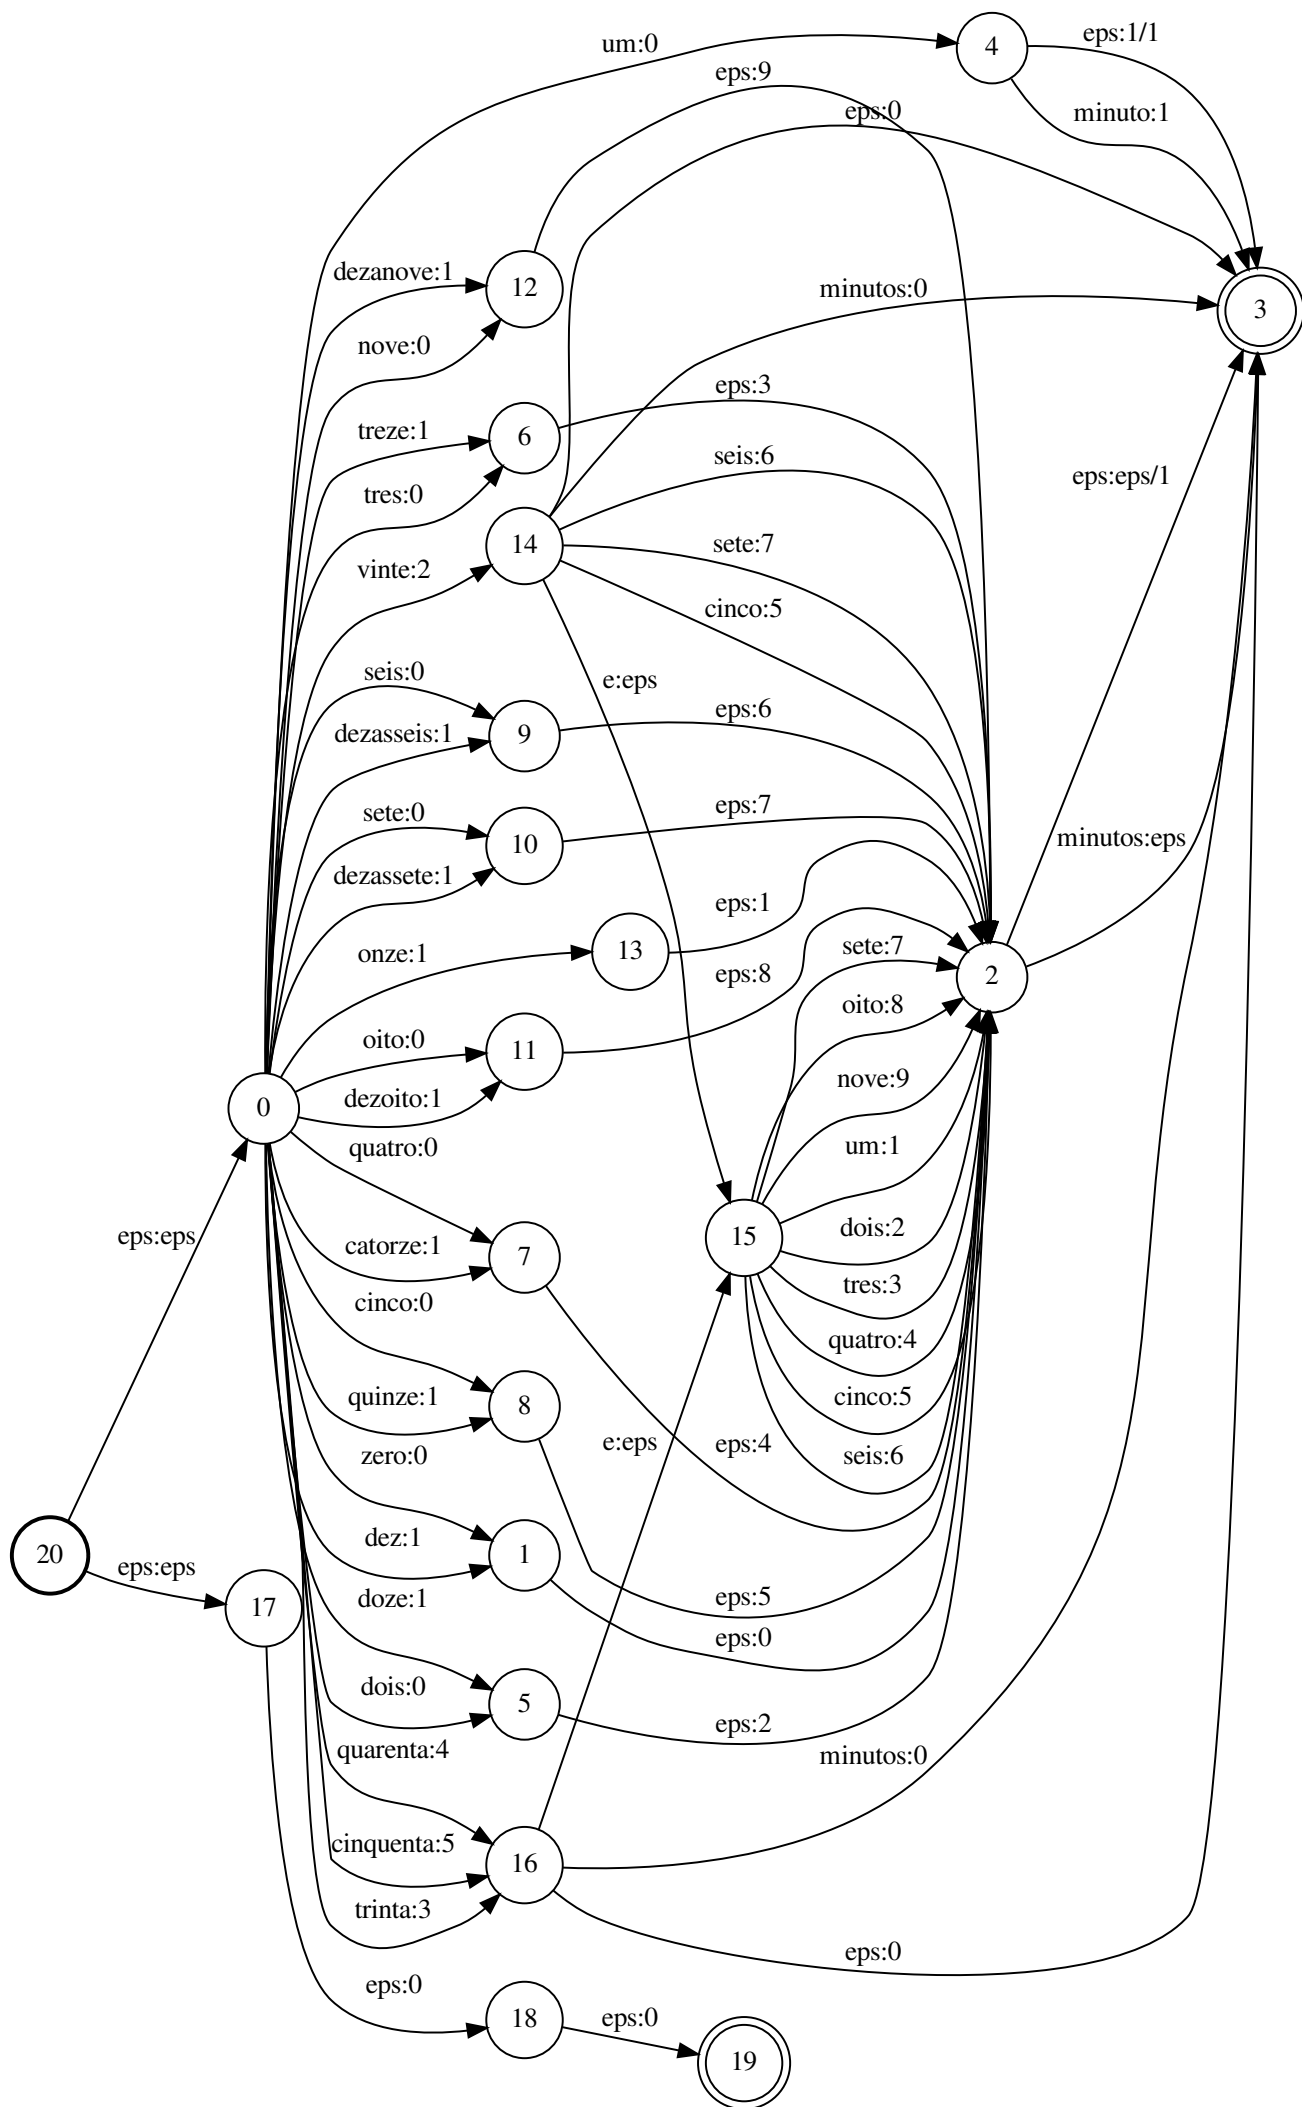 um:0
4
eps:1/1
minuto:1
eps:9
eps:0
dezanove:1
12
nove:0
minutos:0
3
treze:1
6
eps:3
tres:0
seis:6
eps:eps/1
vinte:2
14
sete:7
cinco:5
seis:0
e:eps
dezasseis:1
9
eps:6
sete:0
10
eps:7
dezassete:1
minutos:eps
onze:1
13
eps:1
2
sete:7
eps:8
oito:8
oito:0
11
nove:9
dezoito:1
0
quatro:0
um:1
eps:eps
catorze:1
7
15
dois:2
tres:3
cinco:0
quatro:4
quinze:1
8
cinco:5
zero:0
e:eps
eps:4
seis:6
dez:1
1
20
eps:eps
17
doze:1
eps:5
eps:0
dois:0
5
eps:2
quarenta:4
minutos:0
cinquenta:5
16
trinta:3
eps:0
eps:0
18
eps:0
19